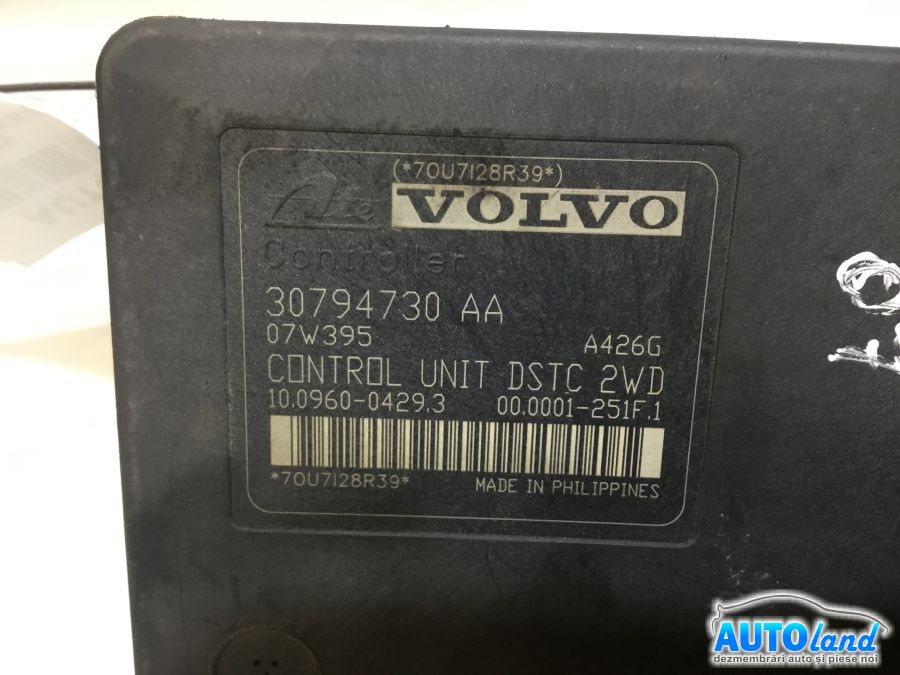 (*70U7I28R39*)
Ate VOLVO
Controller
30794730 AA
07W395 A426G
CONTROL UNIT DSTC 2WD
10.0960-0429.3 00.0001-251F.1
*70U7I28R39*
MADE IN PHILIPPINES
AUTOland
dezmembrări auto și piese noi